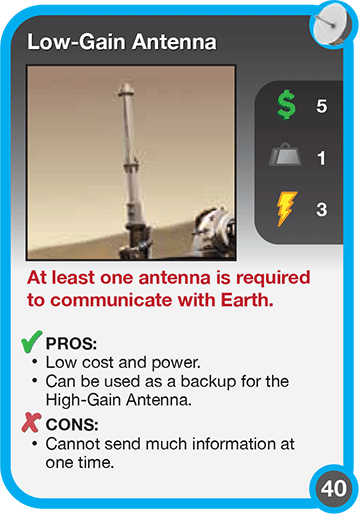 Low-Gain Antenna
$ 5
1
3
At least one antenna is required
to communicate with Earth.
PROS:
• Low cost and power.
• Can be used as a backup for the
High-Gain Antenna.
CONS:
• Cannot send much information at
one time.
40